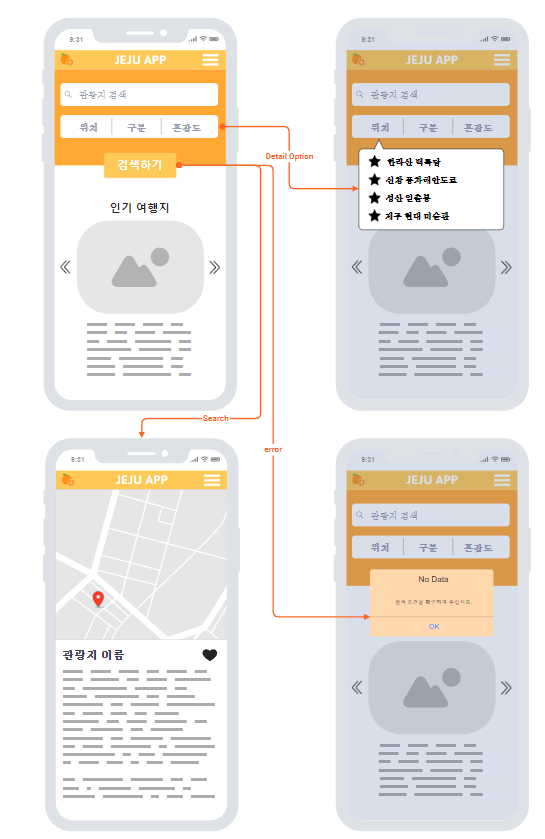 9:31
JEJU APP
관광지 검색
위치 구분 혼잡도
검색하기
인기 여행지
Detail Option
9:31
JEJU APP
관광지 검색
위치 구분 혼잡도
한라산 백록담
신창 풍차해안도로
성산 일출봉
제주 현대 미술관
Search
error
9:31
JEJU APP
관광지 이름
9:31
JEJU APP
관광지 검색
위치 구분 혼잡도
No Data
검색 조건을 확인하여 주십시오.
OK